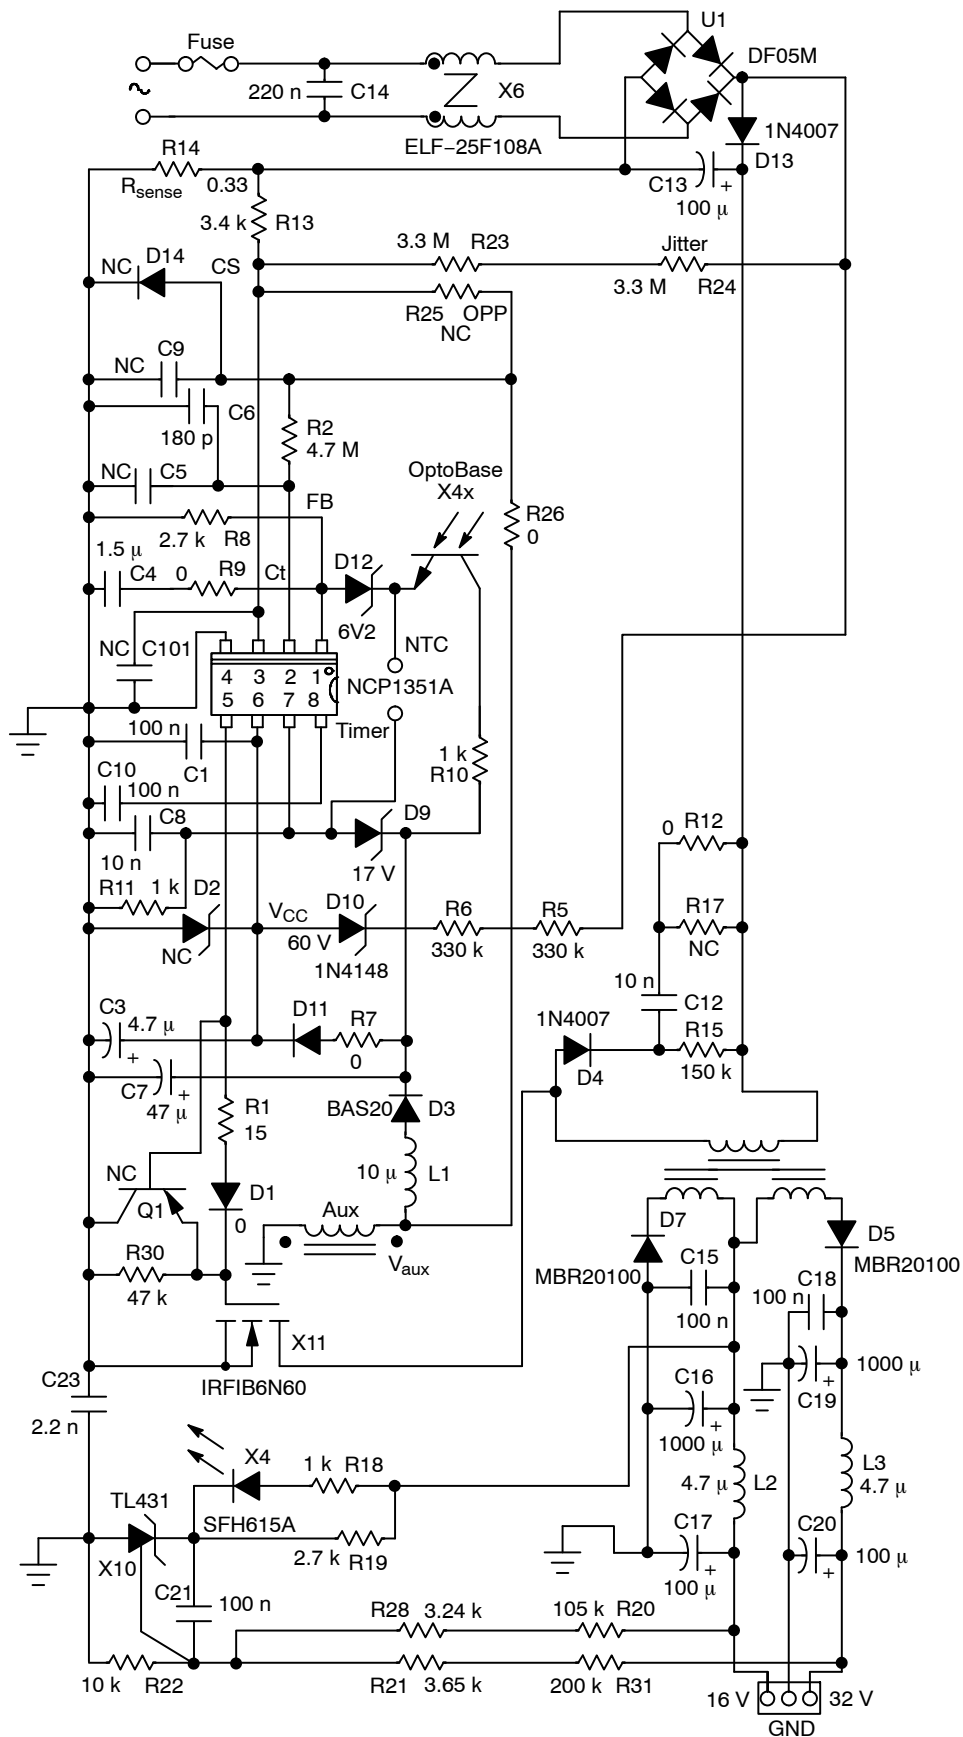 U1
Fuse
DF05M
220 n
C14
X6
1N4007
ELF−25F108A
R14
D13
Rsense
0.33
C13
+
100 μ
3.4 k
R13
3.3 M
R23
Jitter
D14
NC
CS
3.3 M
R24
R25
OPP
NC
C9
NC
C6
R2
180 p
4.7 M
OptoBase
NC
C5
X4x
FB
R26
2.7 k
R8
0
1.5 μ
D12
C4
0
R9
Ct
6V2
NC
C101
NTC
4
3
2
1
NCP1351A
5
6
7
8
100 n
Timer
1 k
C10
C1
R10
100 n
C8
D9
0
R12
10 n
17 V
R11
1 k
D2
R17
VCC
D10
R6
R5
60 V
NC
NC
330 k
330 k
1N4148
10 n
C12
C3
4.7 μ
D11
R7
1N4007
R15
+
0
D4
150 k
C7
+
47 μ
BAS20
D3
R1
15
NC
10 μ
L1
Q1
D1
Aux
D7
0
D5
R30
C15
Vaux
MBR20100
MBR20100
C18
47 k
100 n
100 n
X11
1000 μ
C23
IRFIB6N60
C16
+
C19
2.2 n
+
1000 μ
X4
1 k
R18
L3
4.7 μ
L2
4.7 μ
TL431
SFH615A
C17
C20
2.7 k
R19
X10
+
100 μ
+
100 μ
C21
100 n
R28
3.24 k
105 k
R20
10 k
R22
R21
3.65 k
200 k
R31
16 V
32 V
GND